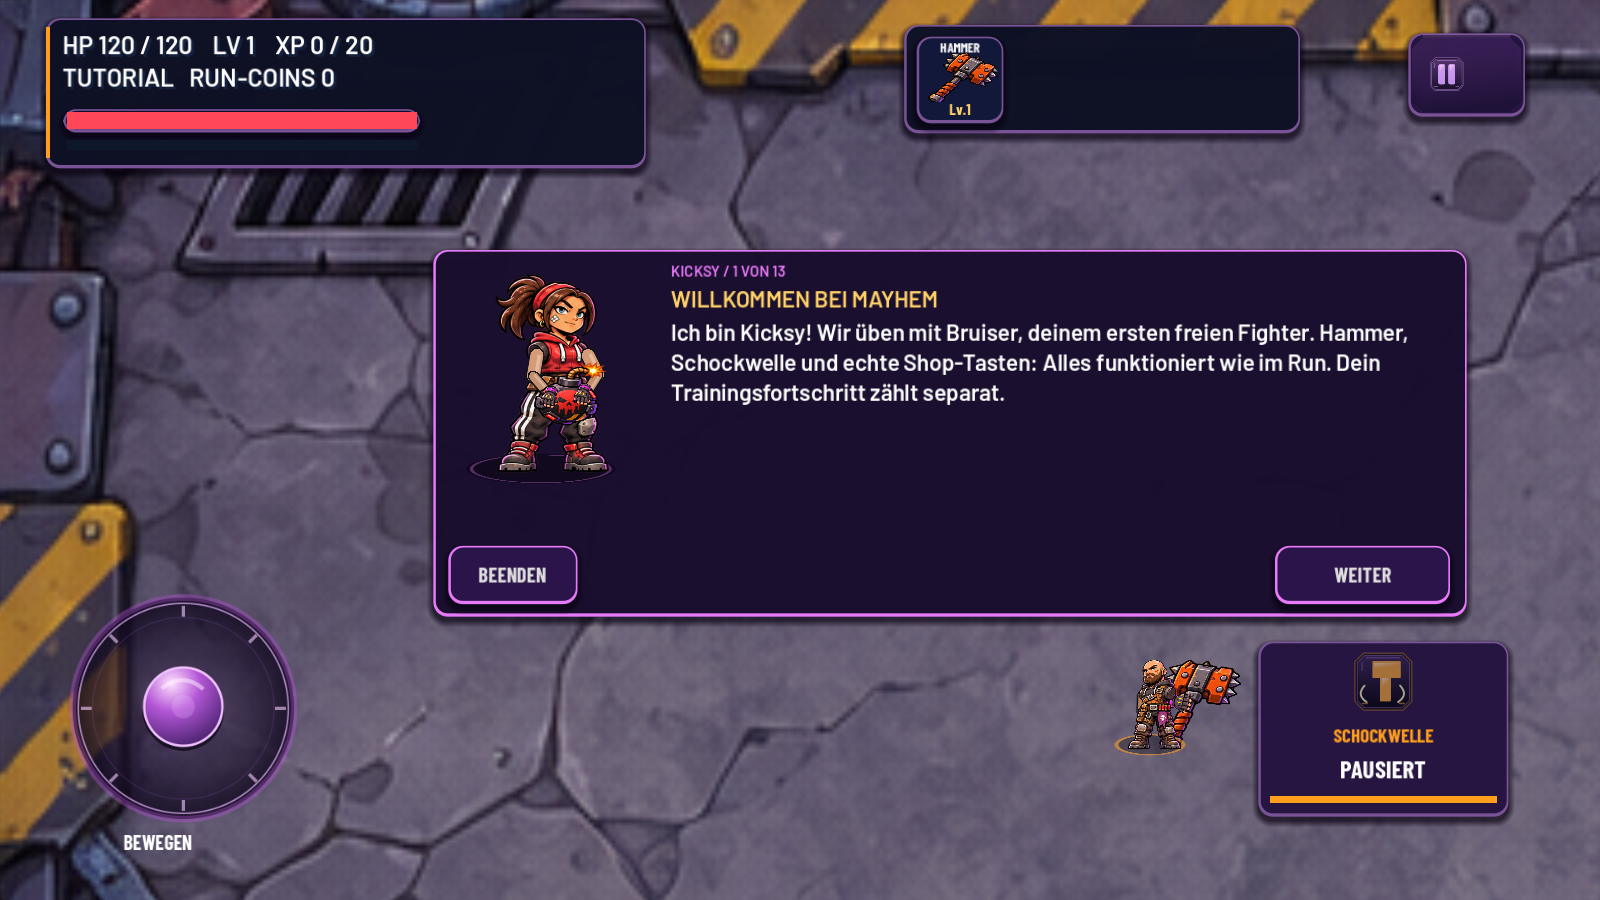 HP 120 / 120 LV 1 XP 0 / 20
TUTORIAL RUN-COINS 0
HAMMER
Lv.1
KICKSY / 1 VON 13
WILLKOMMEN BEI MAYHEM
Ich bin Kicksy! Wir üben mit Bruiser, deinem ersten freien Fighter. Hammer,
Schockwelle und echte Shop-Tasten: Alles funktioniert wie im Run. Dein
Trainingsfortschritt zählt separat.
BEENDEN
WEITER
SCHOCKWELLE
PAUSIERT
BEWEGEN